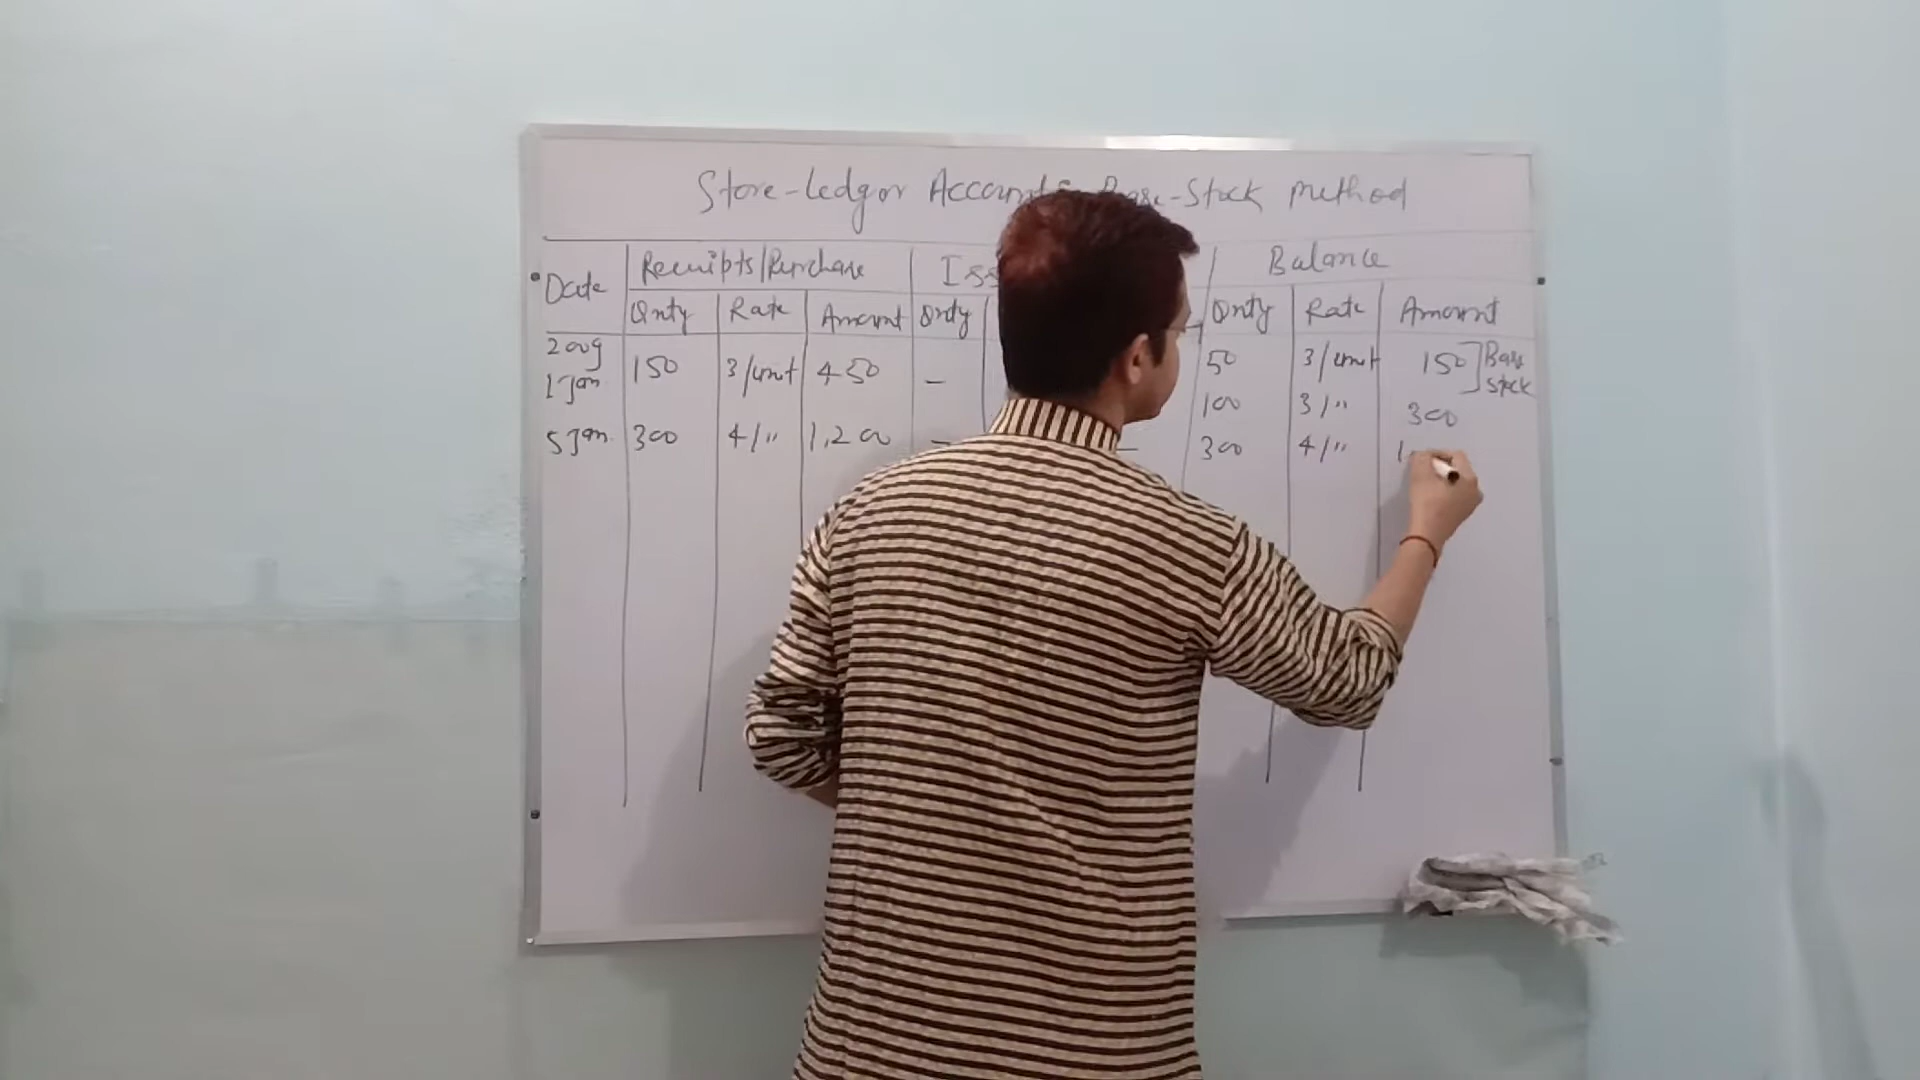 Store-Ledger Account Base-Stock Method
Date Receipts/Purchase Balance
Qnty Rate Amount Qnty Qnty Rate Amount
2009
1 Jan 150 3/unit 450 - 50 3/unit 150 ] Base stock
100 3/" 300
5 Jan. 300 4/" 1,200 - - 300 4/" 1